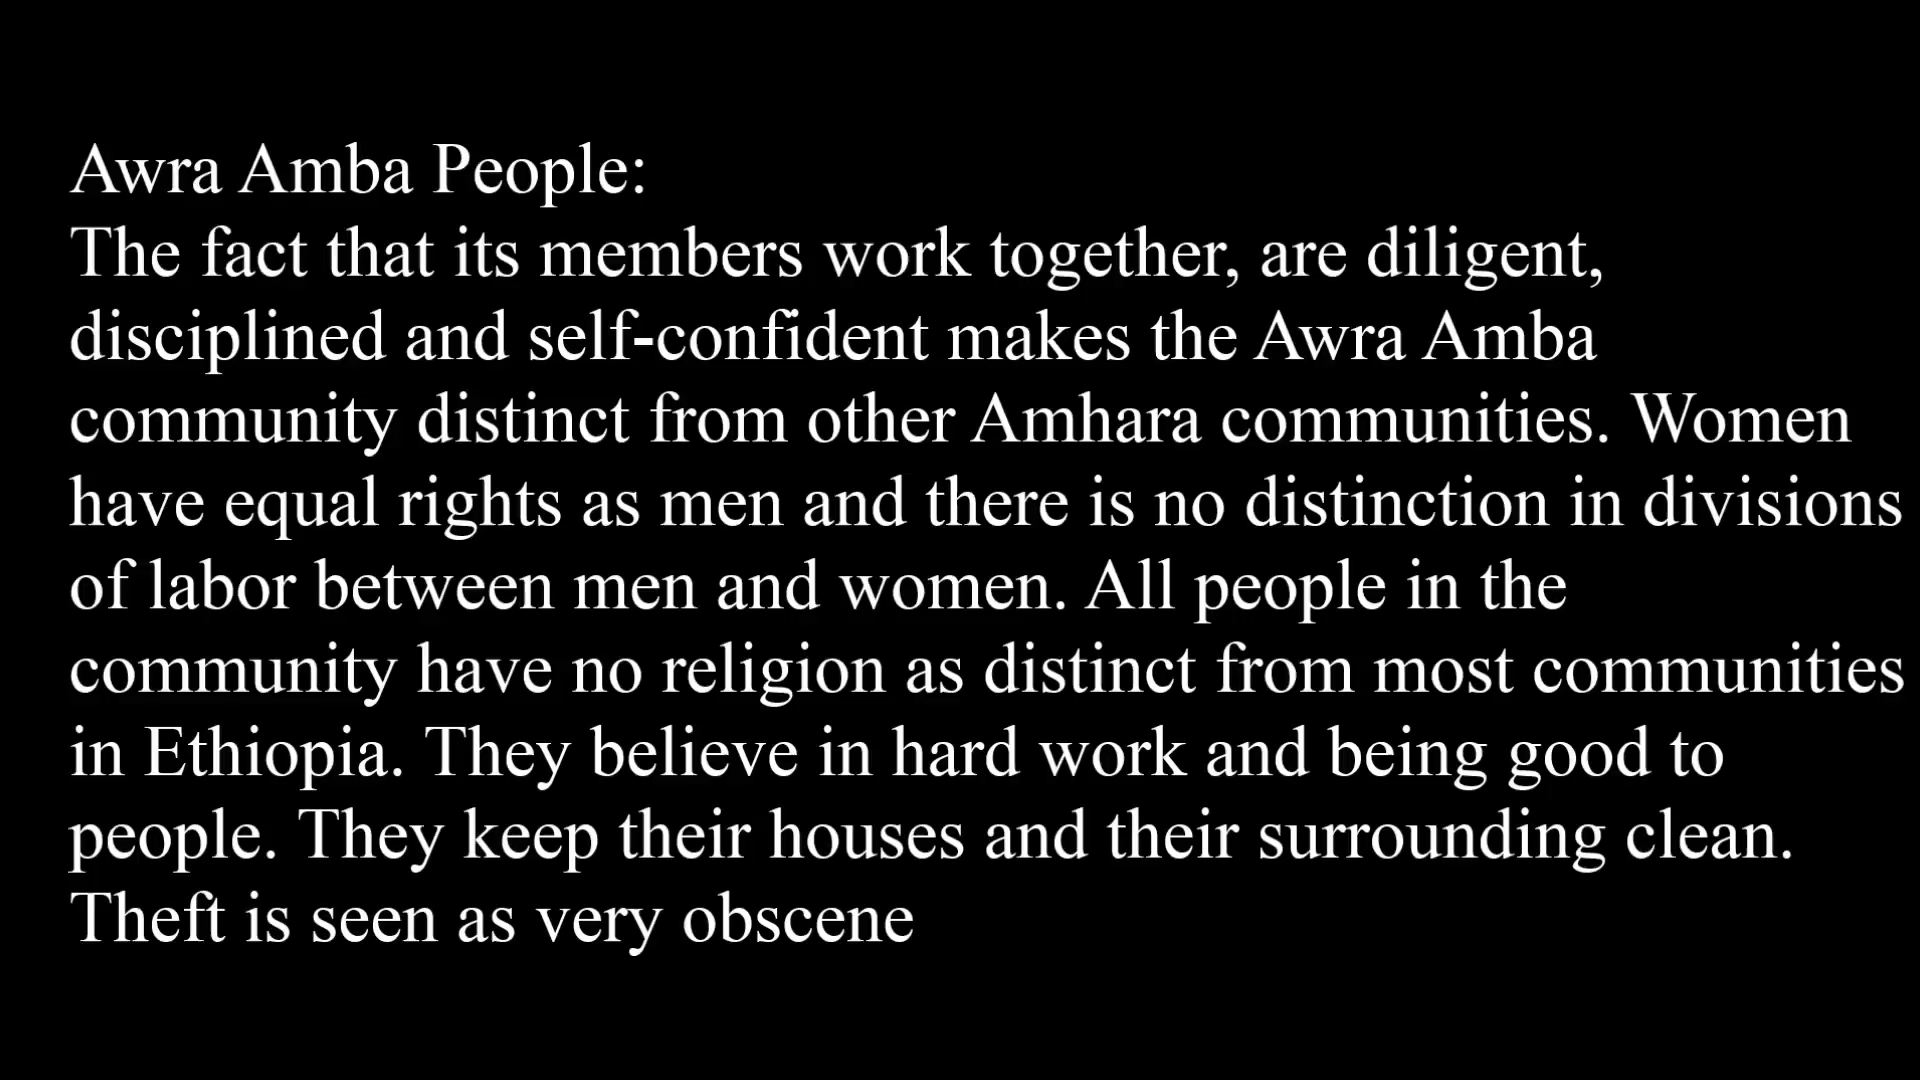 Awra Amba People:
The fact that its members work together, are diligent,
disciplined and self-confident makes the Awra Amba
community distinct from other Amhara communities. Women
have equal rights as men and there is no distinction in divisions
of labor between men and women. All people in the
community have no religion as distinct from most communities
in Ethiopia. They believe in hard work and being good to
people. They keep their houses and their surrounding clean.
Theft is seen as very obscene